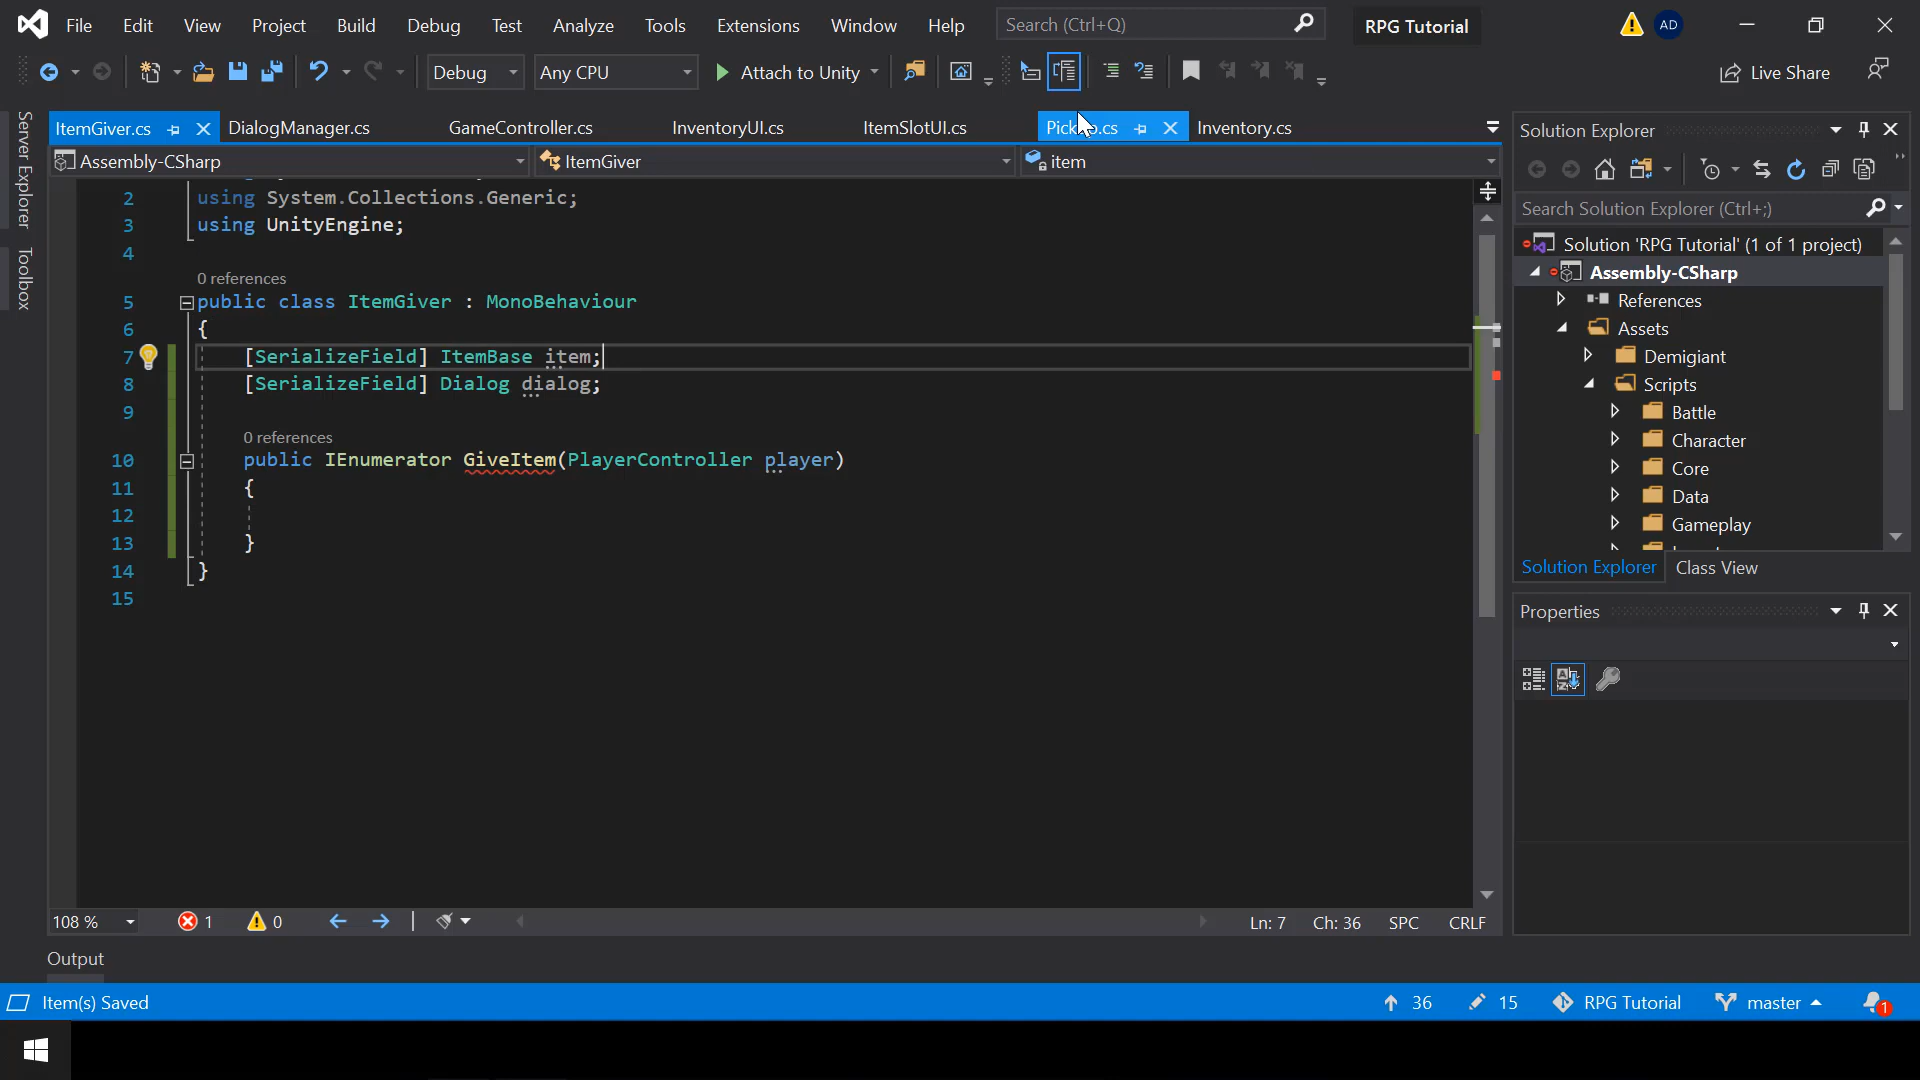 File Edit View Project Build Debug Test Analyze Tools Extensions Window Help Search (Ctrl+Q) RPG Tutorial AD
Debug Any CPU Attach to Unity Live Share
Server Explorer
Toolbox
ItemGiver.cs DialogManager.cs GameController.cs InventoryUI.cs ItemSlotUI.cs Inventory.cs
Assembly-CSharp ItemGiver item
2 using System.Collections.Generic;
3 using UnityEngine;
4
0 references
5 public class ItemGiver : MonoBehaviour
6 {
7 [SerializeField] ItemBase item;
8 [SerializeField] Dialog dialog;
9
0 references
10 public IEnumerator GiveItem(PlayerController player)
11 {
12
13 }
14 }
15
108 % 1 0 Ln: 7 Ch: 36 SPC CRLF
Output
Item(s) Saved 36 15 RPG Tutorial master 1
Solution Explorer
Search Solution Explorer (Ctrl+;)
Solution 'RPG Tutorial' (1 of 1 project)
Assembly-CSharp
References
Assets
Demigiant
Scripts
Battle
Character
Core
Data
Gameplay
Solution Explorer Class View
Properties